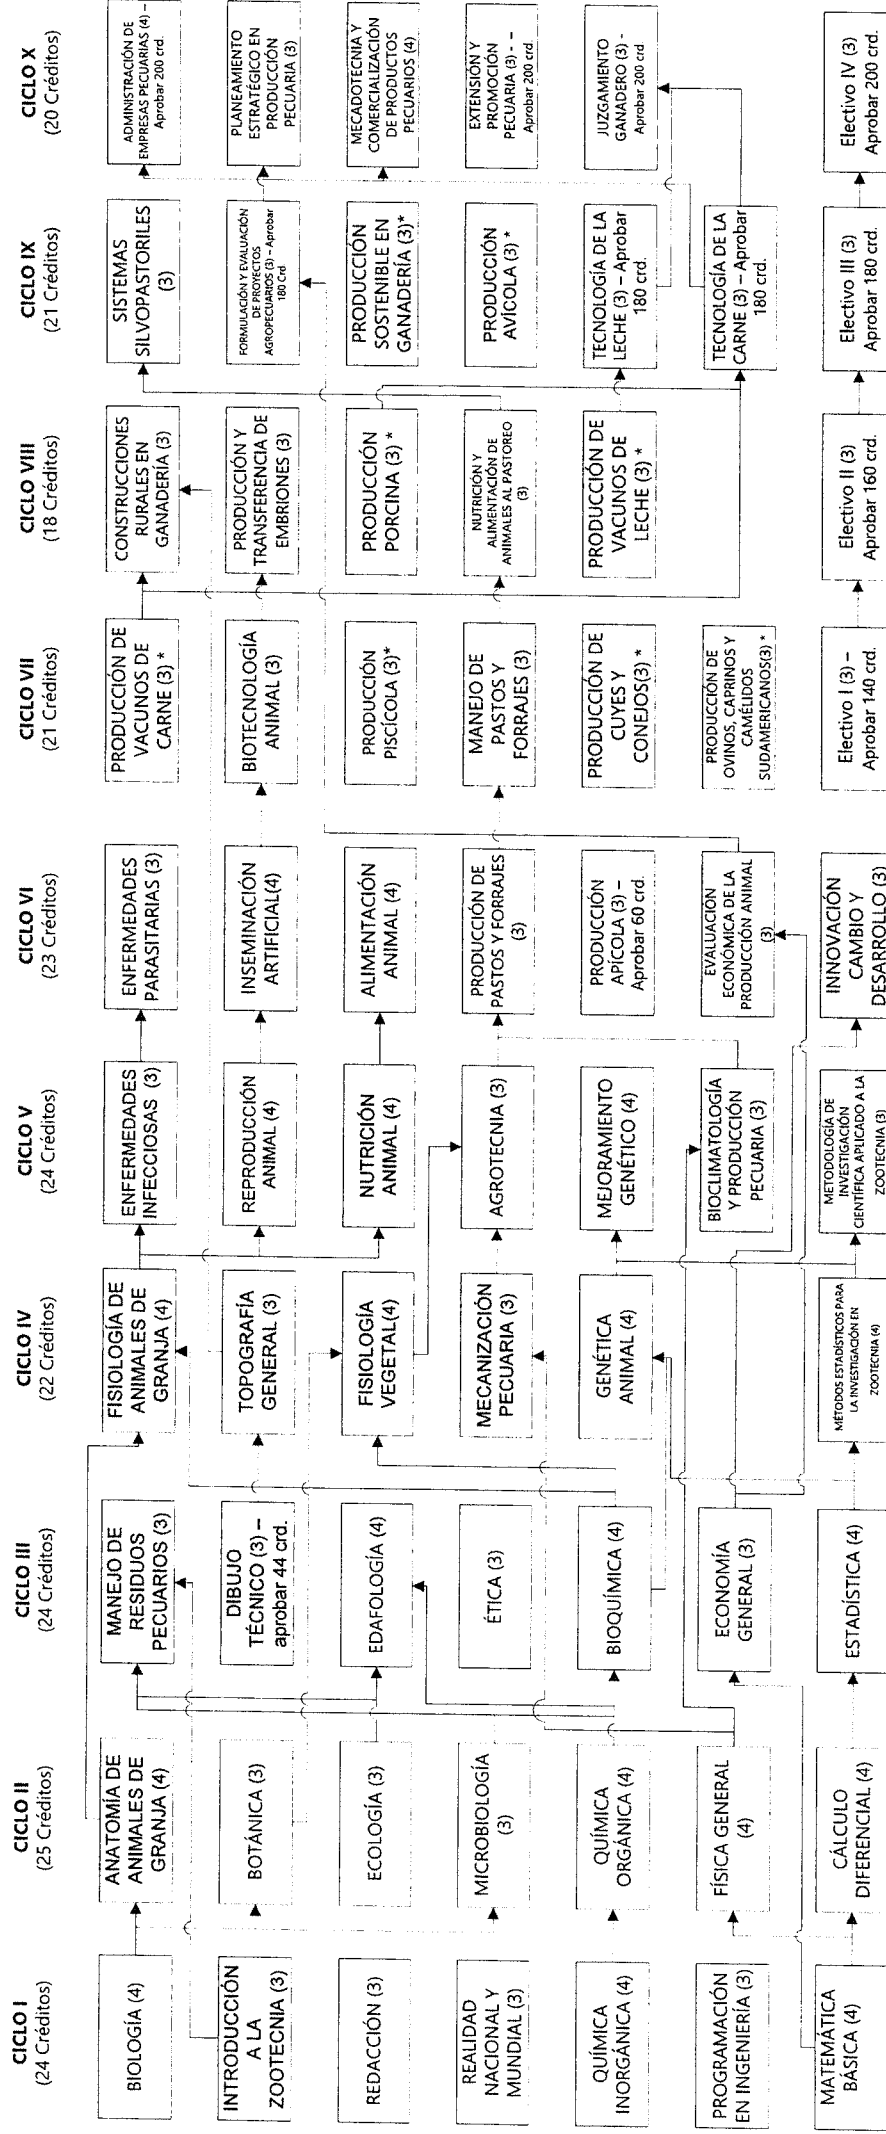 CICLO I
(24 Créditos)
BIOLOGÍA (4)
INTRODUCCIÓN
A LA
ZOOTECNIA (3)
REDACCIÓN (3)
REALIDAD
NACIONAL Y
MUNDIAL (3)
QUÍMICA
INORGÁNICA (4)
PROGRAMACIÓN
EN INGENIERÍA (3)
MATEMÁTICA
BÁSICA (4)
CICLO II
(25 Créditos)
ANATOMÍA DE
ANIMALES DE
GRANJA (4)
BOTÁNICA (3)
ECOLOGÍA (3)
MICROBIOLOGÍA
(3)
QUÍMICA
ORGÁNICA (4)
FÍSICA GENERAL
(4)
CÁLCULO
DIFERENCIAL (4)
CICLO III
(24 Créditos)
MANEJO DE
RESIDUOS
PECUARIOS (3)
DIBUJO
TÉCNICO (3) –
aprobar 44 crd.
EDAFOLOGÍA (4)
ÉTICA (3)
BIOQUÍMICA (4)
ECONOMÍA
GENERAL (3)
ESTADÍSTICA (4)
CICLO IV
(22 Créditos)
FISIOLOGÍA DE
ANIMALES DE
GRANJA (4)
TOPOGRAFÍA
GENERAL (3)
FISIOLOGÍA
VEGETAL(4)
MECANIZACIÓN
PECUARIA (3)
GENÉTICA
ANIMAL (4)
MÉTODOS ESTADÍSTICOS PARA
LA INVESTIGACIÓN EN
ZOOTECNIA (4)
CICLO V
(24 Créditos)
ENFERMEDADES
INFECCIOSAS (3)
REPRODUCCIÓN
ANIMAL (4)
NUTRICIÓN
ANIMAL (4)
AGROTECNIA (3)
MEJORAMIENTO
GENÉTICO (4)
BIOCLIMATOLOGÍA
Y PRODUCCIÓN
PECUARIA (3)
METODOLOGÍA DE
INVESTIGACIÓN
CIENTÍFICA APLICADO A LA
ZOOTECNIA (3)
CICLO VI
(23 Créditos)
ENFERMEDADES
PARASITARIAS (3)
INSEMINACIÓN
ARTIFICIAL(4)
ALIMENTACIÓN
ANIMAL (4)
PRODUCCIÓN DE
PASTOS Y FORRAJES
(3)
PRODUCCIÓN
APÍCOLA (3) –
Aprobar 60 crd.
EVALUACIÓN
ECONÓMICA DE LA
PRODUCCIÓN ANIMAL
(3)
INNOVACIÓN
CAMBIO Y
DESARROLLO (3)
CICLO VII
(21 Créditos)
PRODUCCIÓN DE
VACUNOS DE
CARNE (3) *
BIOTECNOLOGÍA
ANIMAL (3)
PRODUCCIÓN
PISCÍCOLA (3)*
MANEJO DE
PASTOS Y
FORRAJES (3)
PRODUCCIÓN DE
CUYES Y
CONEJOS(3) *
PRODUCCIÓN DE
OVINOS, CAPRINOS Y
CAMÉLIDOS
SUDAMERICANOS(3) *
Electivo I (3) –
Aprobar 140 crd.
CICLO VIII
(18 Créditos)
CONSTRUCCIONES
RURALES EN
GANADERÍA (3)
PRODUCCIÓN Y
TRANSFERENCIA DE
EMBRIONES (3)
PRODUCCIÓN
PORCINA (3) *
NUTRICIÓN Y
ALIMENTACIÓN DE
ANIMALES AL PASTOREO
(3)
PRODUCCIÓN DE
VACUNOS DE
LECHE (3) *
Electivo II (3)
Aprobar 160 crd.
CICLO IX
(21 Créditos)
SISTEMAS
SILVOPASTORILES
(3)
FORMULACIÓN Y EVALUACIÓN
DE PROYECTOS
AGROPECUARIOS (3) – Aprobar
180 Crd.
PRODUCCIÓN
SOSTENIBLE EN
GANADERÍA (3)*
PRODUCCIÓN
AVÍCOLA (3) *
TECNOLOGÍA DE LA
LECHE (3) – Aprobar
180 crd.
TECNOLOGÍA DE LA
CARNE (3) – Aprobar
180 crd.
Electivo III (3)
Aprobar 180 crd.
CICLO X
(20 Créditos)
ADMINISTRACIÓN DE
EMPRESAS PECUARIAS (4) –
Aprobar 200 crd.
PLANEAMIENTO
ESTRATÉGICO EN
PRODUCCIÓN
PECUARIA (3)
MECADOTECNIA Y
COMERCIALIZACIÓN
DE PRODUCTOS
PECUARIOS (4)
EXTENSIÓN Y
PROMOCIÓN
PECUARIA (3) – –
Aprobar 200 crd.
JUZGAMIENTO
GANADERO (3) –
Aprobar 200 crd
Electivo IV (3)
Aprobar 200 crd.